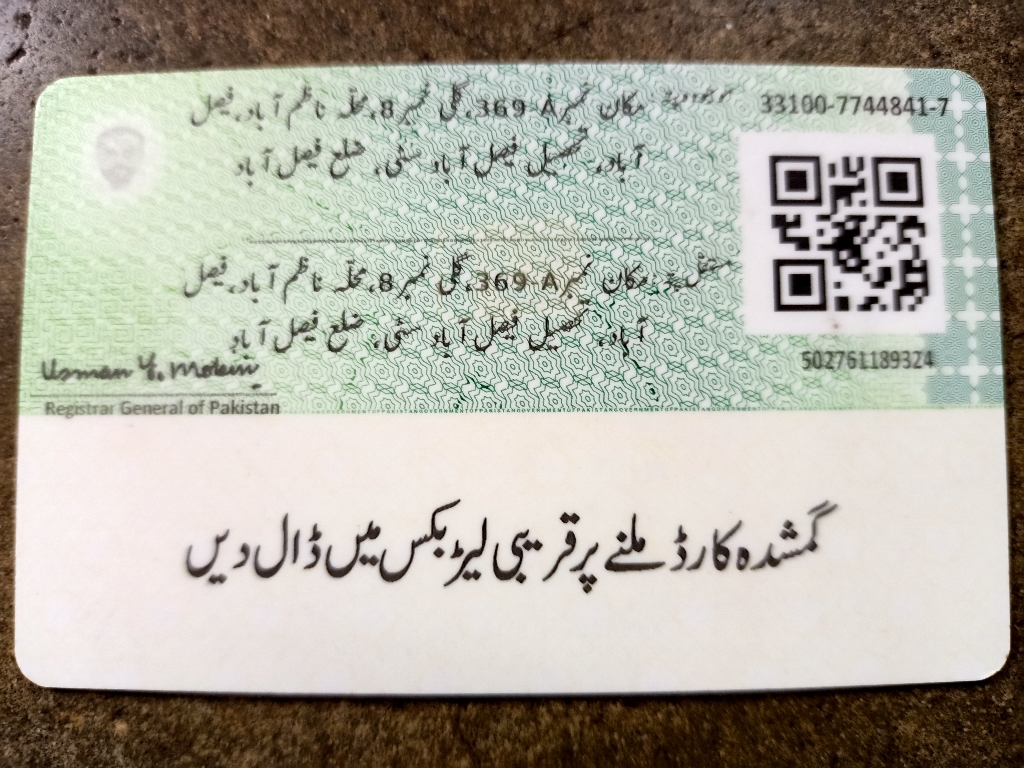 33100-7744841-7
موجودہ پتہ: مکان نمبر 369-A، گلی نمبر 8، محلہ ناظم آباد، فیصل
آباد، تحصیل فیصل آباد سٹی، ضلع فیصل آباد
مستقل پتہ: مکان نمبر 369-A، گلی نمبر 8، محلہ ناظم آباد، فیصل
آباد، تحصیل فیصل آباد سٹی، ضلع فیصل آباد
502761189324
Usman Y. Mobin
Registrar General of Pakistan
گمشدہ کارڈ ملنے پر قریبی لیٹر بکس میں ڈال دیں